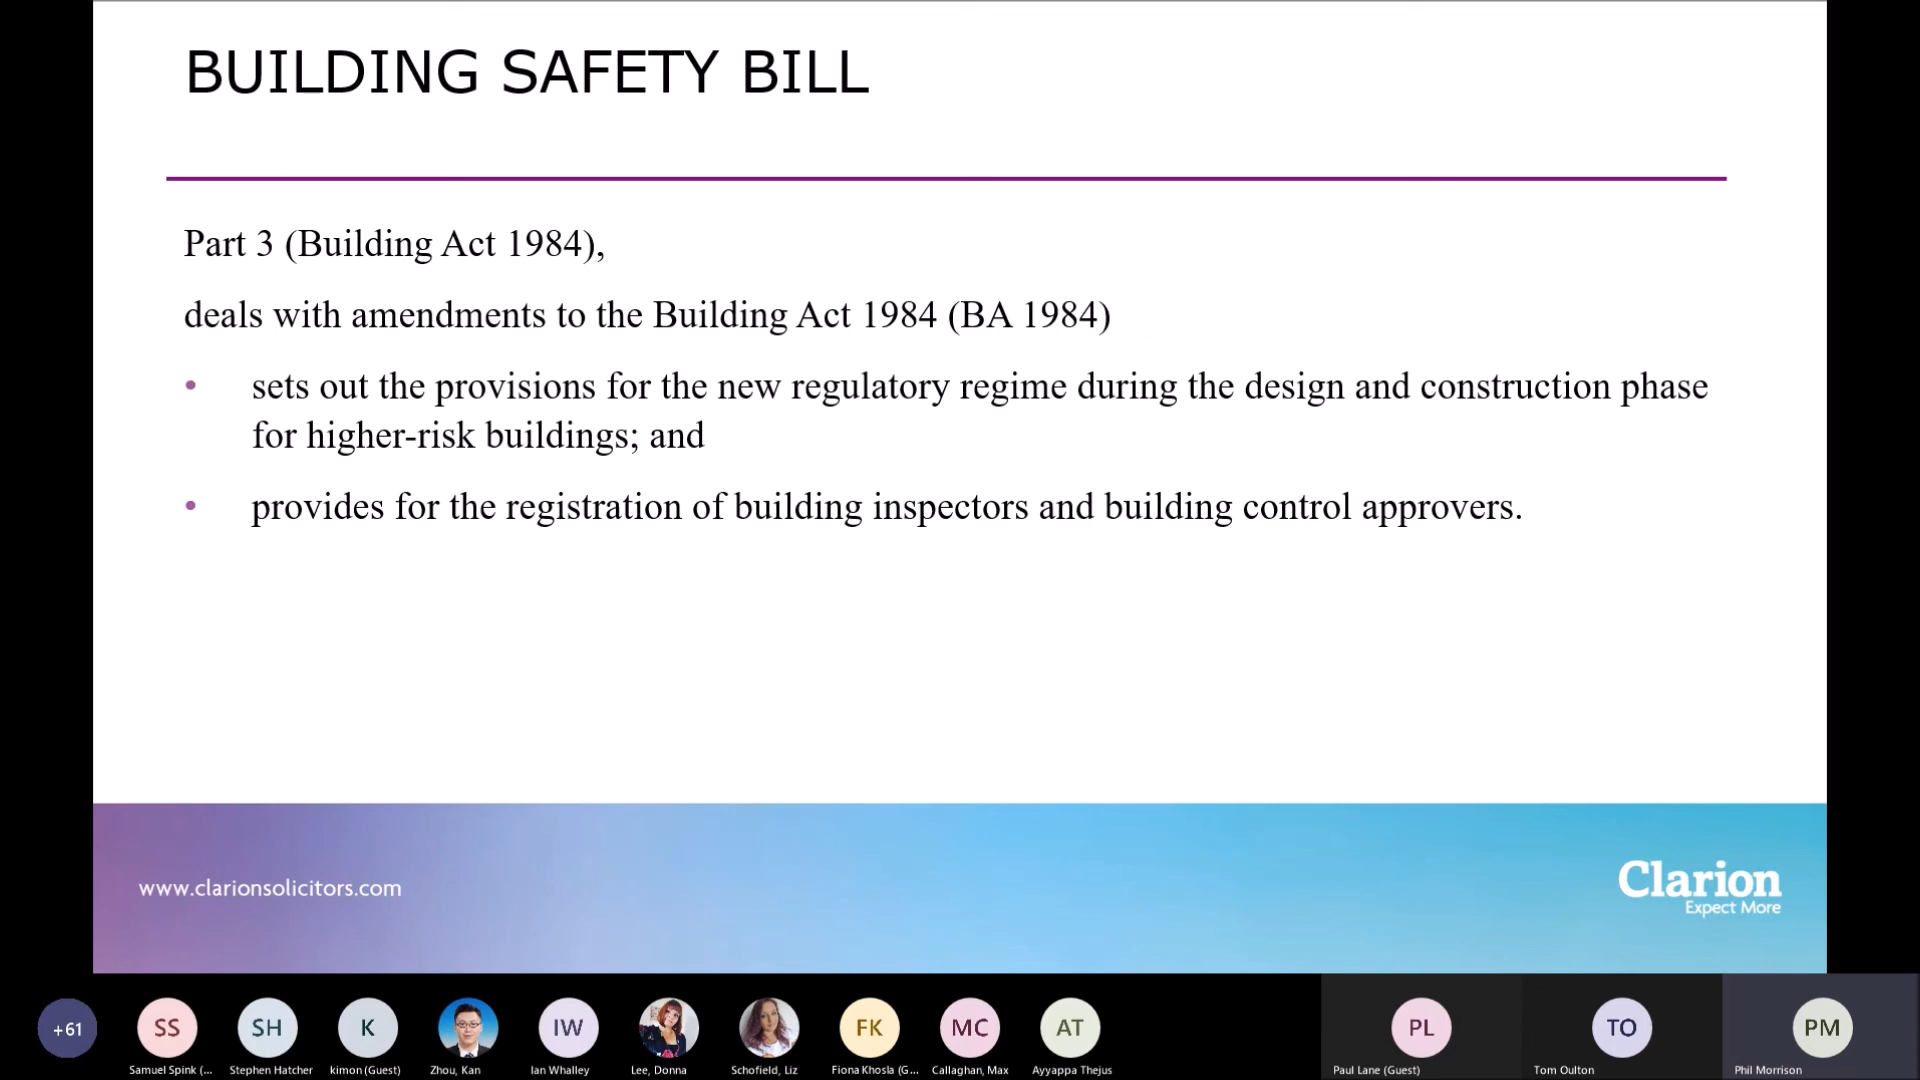 BUILDING SAFETY BILL
Part 3 (Building Act 1984),
deals with amendments to the Building Act 1984 (BA 1984)
• sets out the provisions for the new regulatory regime during the design and construction phase
for higher-risk buildings; and
• provides for the registration of building inspectors and building control approvers.
www.clarionsolicitors.com
Clarion
Expect More
+61
SS
SH
K
IW
FK
MC
AT
PL
TO
PM
Samuel Spink (...
Stephen Hatcher
kimon (Guest)
Zhou, Kan
Ian Whalley
Lee, Donna
Schofield, Liz
Fiona Khosla (G...
Callaghan, Max
Ayyappa Thejus
Paul Lane (Guest)
Tom Oulton
Phil Morrison